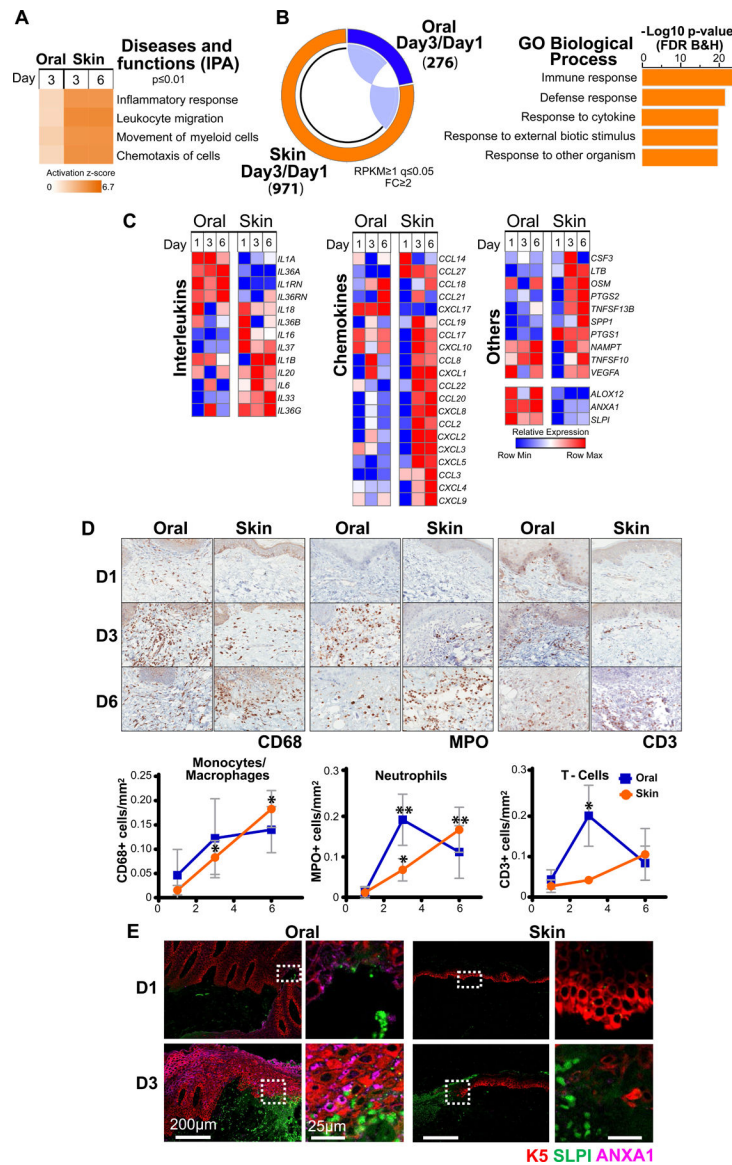 A
Oral Skin
Day 3 3 6
Diseases and
functions (IPA)
p≤0.01
Inflammatory response
Leukocyte migration
Movement of myeloid cells
Chemotaxis of cells
Activation z-score
0 6.7
B
Oral
Day3/Day1
(276)
Skin
Day3/Day1
(971)
RPKM≥1 q≤0.05
FC≥2
GO Biological
Process
-Log10 p-value
(FDR B&H)
0 10 20
Immune response
Defense response
Response to cytokine
Response to external biotic stimulus
Response to other organism
C
Oral Skin
Day 1 3 6 1 3 6
Interleukins
IL1A
IL36A
IL1RN
IL36RN
IL18
IL36B
IL16
IL37
IL1B
IL20
IL6
IL33
IL36G
Oral Skin
Day 1 3 6 1 3 6
Chemokines
CCL14
CCL27
CCL18
CCL21
CXCL17
CCL19
CCL17
CXCL10
CCL8
CXCL1
CCL22
CCL20
CXCL8
CCL2
CXCL2
CXCL3
CXCL5
CCL3
CXCL4
CXCL9
Oral Skin
Day 1 3 6 1 3 6
Others
CSF3
LTB
OSM
PTGS2
TNFSF13B
SPP1
PTGS1
NAMPT
TNFSF10
VEGFA
ALOX12
ANXA1
SLPI
Relative Expression
Row Min Row Max
D
Oral Skin Oral Skin Oral Skin
D1
D3
D6
CD68 MPO CD3
Monocytes/
Macrophages
CD68+ cells/mm2
0.25
0.20
0.15
0.10
0.05
0
0 2 4 6
* *
Neutrophils
MPO+ cells/mm2
0.3
0.2
0.1
0
0 2 4 6
** * **
T - Cells
CD3+ cells/mm2
0.3
0.2
0.1
0
0 2 4 6
*
Oral
Skin
E
Oral Skin
D1
D3
200μm 25μm
K5 SLPI ANXA1